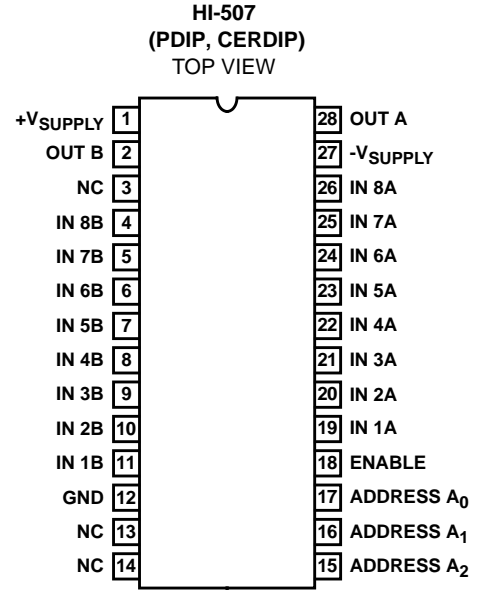 HI-507
(PDIP, CERDIP)
TOP VIEW
+VSUPPLY 1 28 OUT A
OUT B 2 27 -VSUPPLY
NC 3 26 IN 8A
IN 8B 4 25 IN 7A
IN 7B 5 24 IN 6A
IN 6B 6 23 IN 5A
IN 5B 7 22 IN 4A
IN 4B 8 21 IN 3A
IN 3B 9 20 IN 2A
IN 2B 10 19 IN 1A
IN 1B 11 18 ENABLE
GND 12 17 ADDRESS A0
NC 13 16 ADDRESS A1
NC 14 15 ADDRESS A2